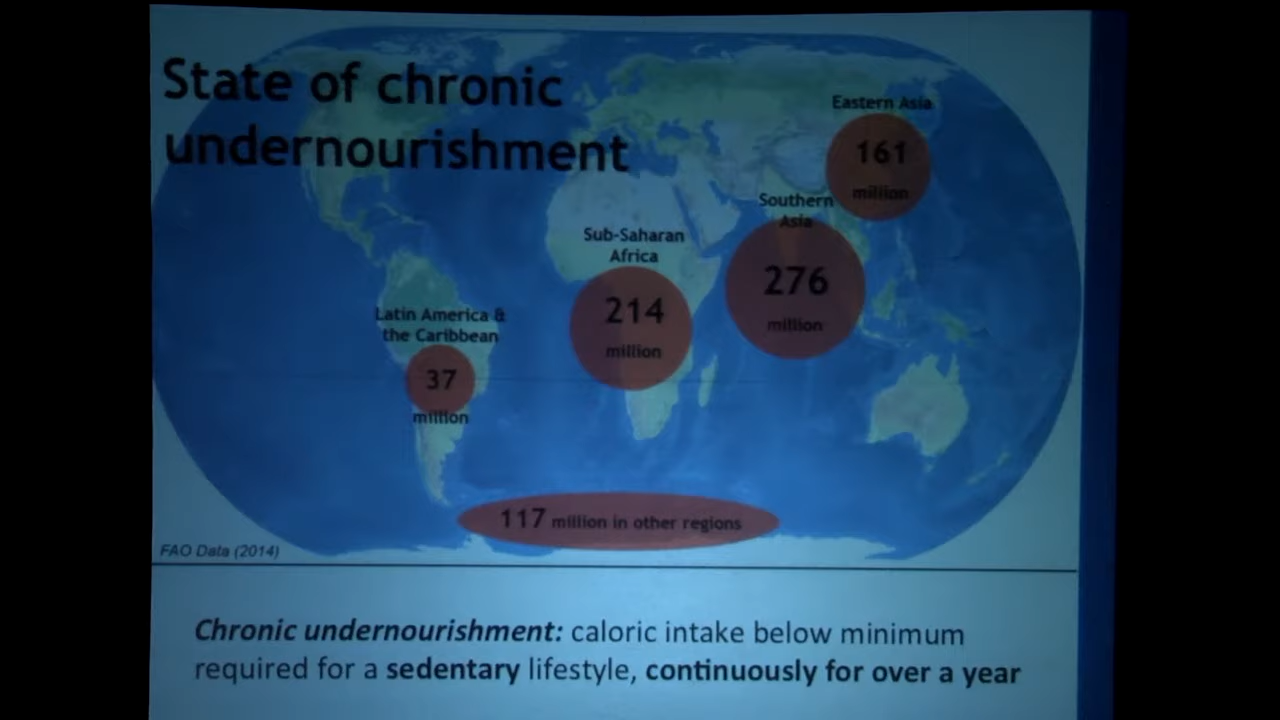 State of chronic
undernourishment
Eastern Asia
161
million
Southern
Asia
276
million
Sub-Saharan
Africa
214
million
Latin America &
the Caribbean
37
million
117 million in other regions
FAO Data (2014)
Chronic undernourishment: caloric intake below minimum
required for a sedentary lifestyle, continuously for over a year